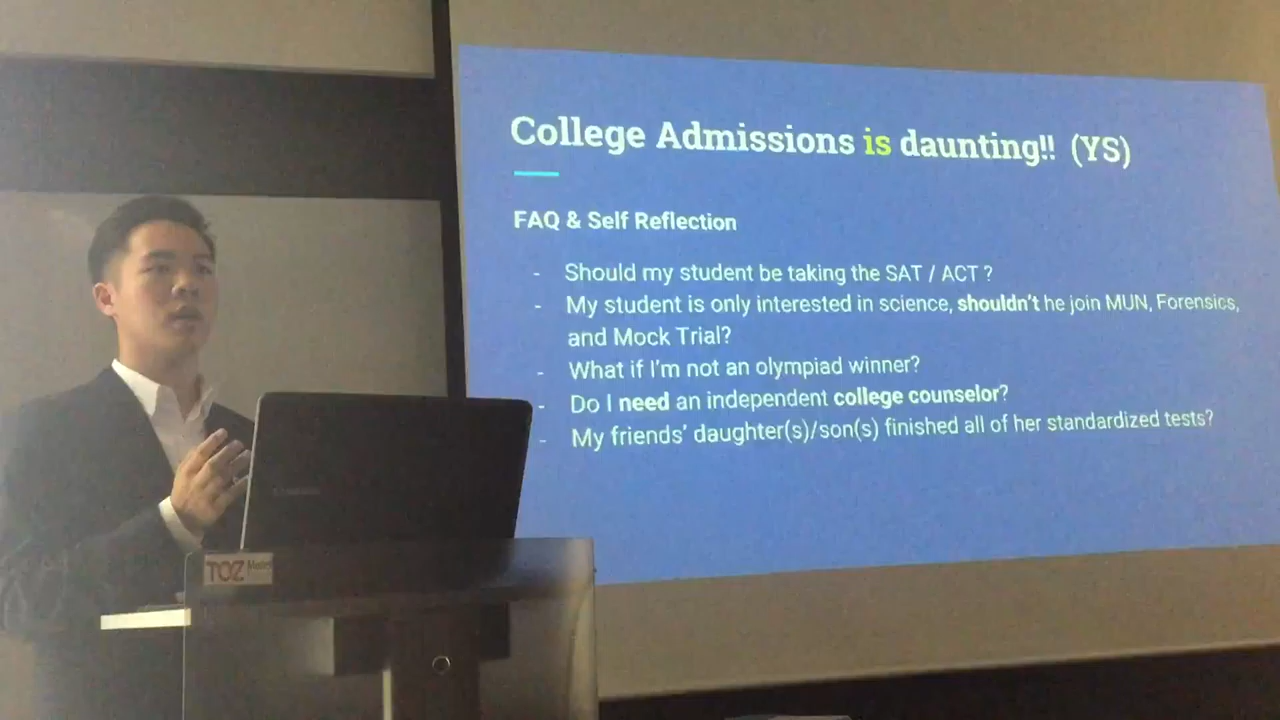 College Admissions is daunting!! (YS)
FAQ & Self Reflection
- Should my student be taking the SAT / ACT ?
- My student is only interested in science, shouldn't he join MUN, Forensics,
and Mock Trial?
- What if I'm not an olympiad winner?
- Do I need an independent college counselor?
- My friends' daughter(s)/son(s) finished all of her standardized tests?
TOZ